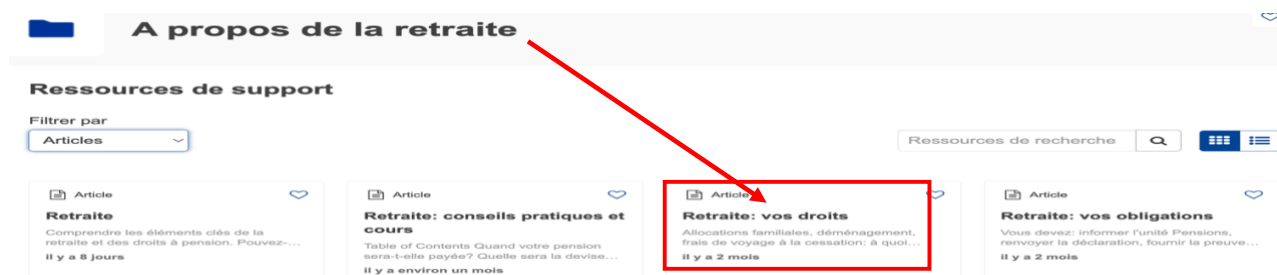 A propos de la retraite
Ressources de support
Filtrer par
Articles
Ressources de recherche
Article
Retraite
Comprendre les éléments clés de la
retraite et des droits à pension. Pouvez-...
il y a 8 jours
Article
Retraite: conseils pratiques et
cours
Table of Contents Quand votre pension
sera-t-elle payée? Quelle sera la devise...
il y a environ un mois
Article
Retraite: vos droits
Allocations familiales, déménagement,
frais de voyage à la cessation: à quoi...
il y a 2 mois
Article
Retraite: vos obligations
Vous devez: informer l'unité Pensions,
renvoyer la déclaration, fournir la preuve...
il y a 2 mois